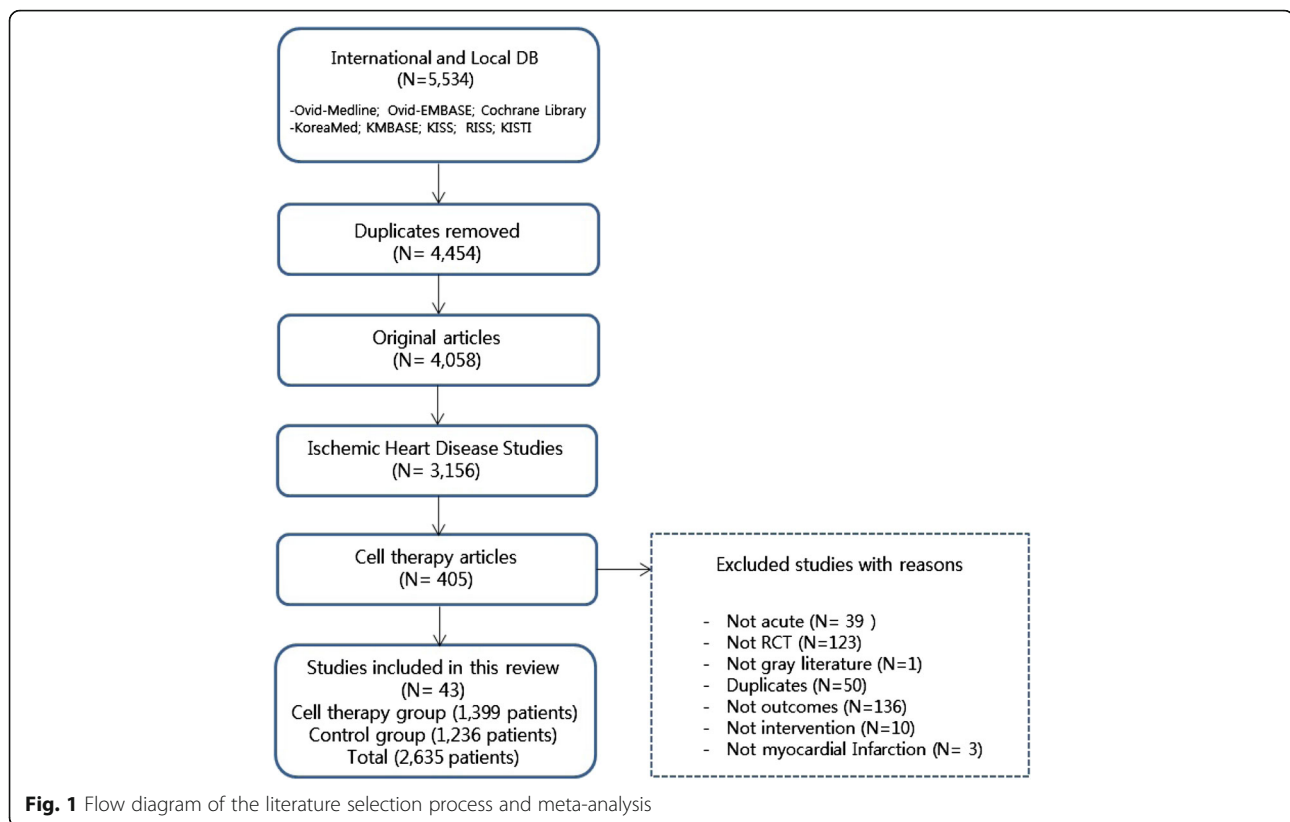 International and Local DB
(N=5,534)
-Ovid-Medline; Ovid-EMBASE; Cochrane Library
-KoreaMed; KMBASE; KISS; RISS; KISTI
Duplicates removed
(N= 4,454)
Original articles
(N= 4,058)
Ischemic Heart Disease Studies
(N= 3,156)
Cell therapy articles
(N= 405)
Excluded studies with reasons
- Not acute (N= 39 )
- Not RCT (N=123)
- Not gray literature (N=1)
- Duplicates (N=50)
- Not outcomes (N=136)
- Not intervention (N=10)
- Not myocardial Infarction (N= 3)
Studies included in this review
(N= 43)
Cell therapy group (1,399 patients)
Control group (1,236 patients)
Total (2,635 patients)
Fig. 1 Flow diagram of the literature selection process and meta-analysis